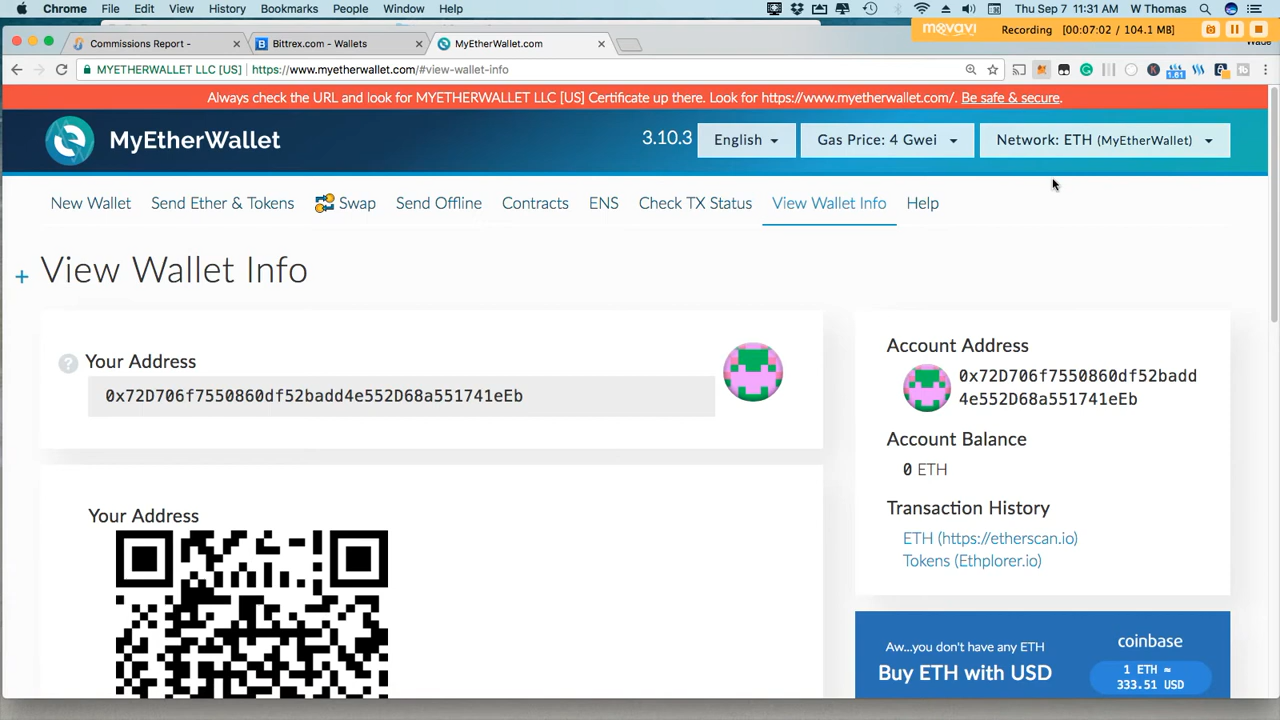 Chrome File Edit View History Bookmarks People Window Help Thu Sep 7 11:31 AM W Thomas
movavi Recording [00:07:02 / 104.1 MB]
Commissions Report - Bittrex.com - Wallets MyEtherWallet.com
MYETHERWALLET LLC [US] https://www.myetherwallet.com/#view-wallet-info 1.61
Always check the URL and look for MYETHERWALLET LLC [US] Certificate up there. Look for https://www.myetherwallet.com/. Be safe & secure.
MyEtherWallet 3.10.3 English Gas Price: 4 Gwei Network: ETH (MyEtherWallet)
New Wallet Send Ether & Tokens Swap Send Offline Contracts ENS Check TX Status View Wallet Info Help
+ View Wallet Info
? Your Address
0x72D706f7550860df52badd4e552D68a551741eEb
Your Address
Account Address
0x72D706f7550860df52badd
4e552D68a551741eEb
Account Balance
0 ETH
Transaction History
ETH (https://etherscan.io)
Tokens (Ethplorer.io)
Aw...you don't have any ETH
Buy ETH with USD
coinbase
1 ETH ≈
333.51 USD